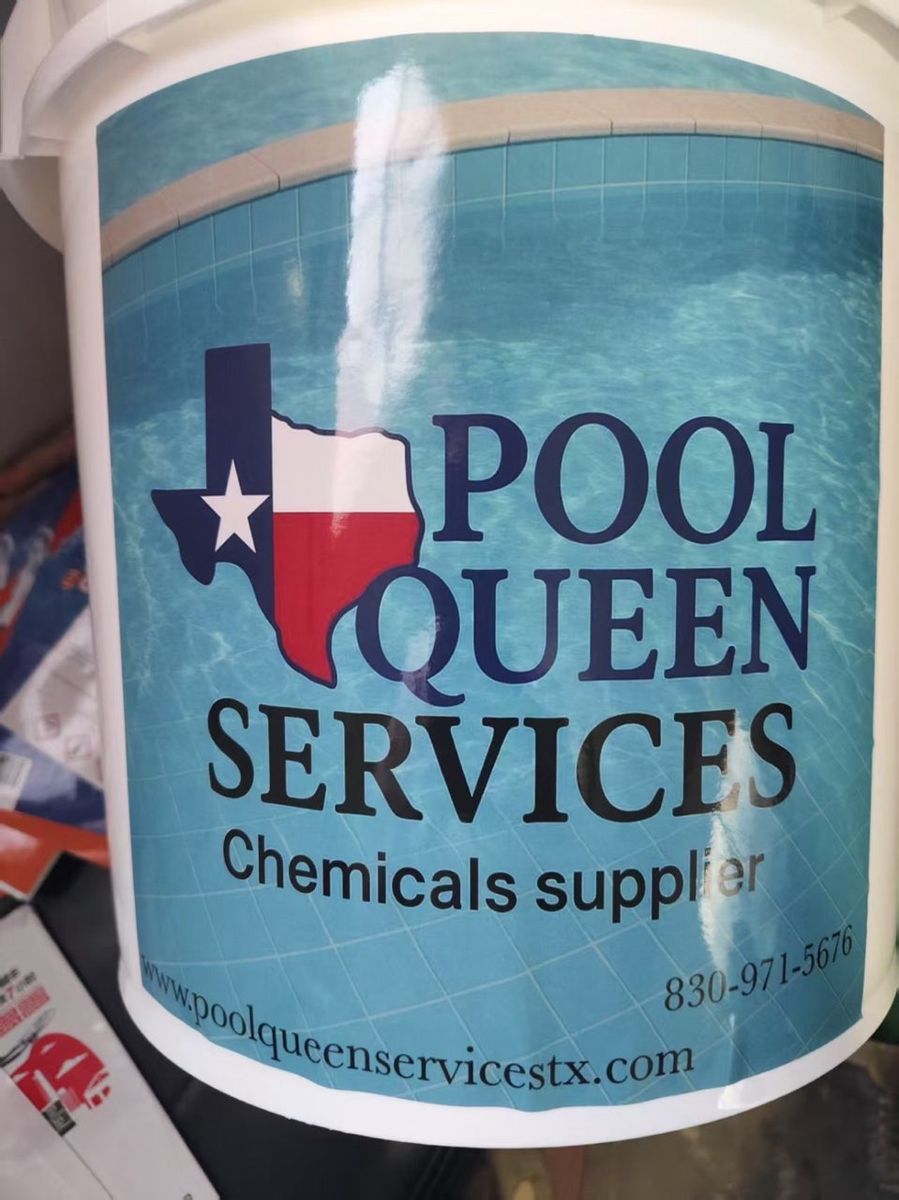 POOL
QUEEN
SERVICES
Chemicals supplier
830-971-5676
www.poolqueenservicestx.com